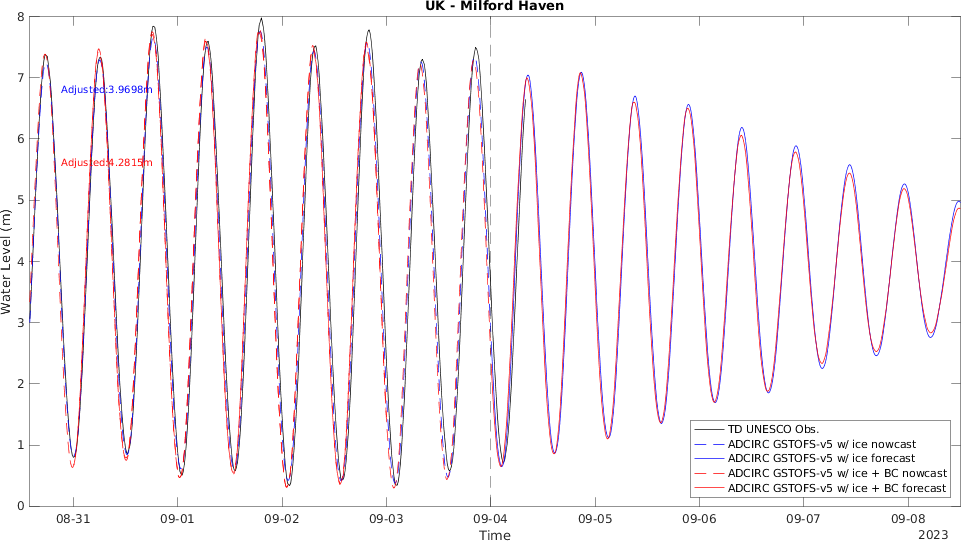 UK - Milford Haven
8
7
6
5
4
3
2
1
0
Water Level (m)
Adjusted:3.9698m
Adjusted:4.2815m
TD UNESCO Obs.
ADCIRC GSTOFS-v5 w/ ice nowcast
ADCIRC GSTOFS-v5 w/ ice forecast
ADCIRC GSTOFS-v5 w/ ice + BC nowcast
ADCIRC GSTOFS-v5 w/ ice + BC forecast
08-31 09-01 09-02 09-03 09-04 09-05 09-06 09-07 09-08
Time
2023